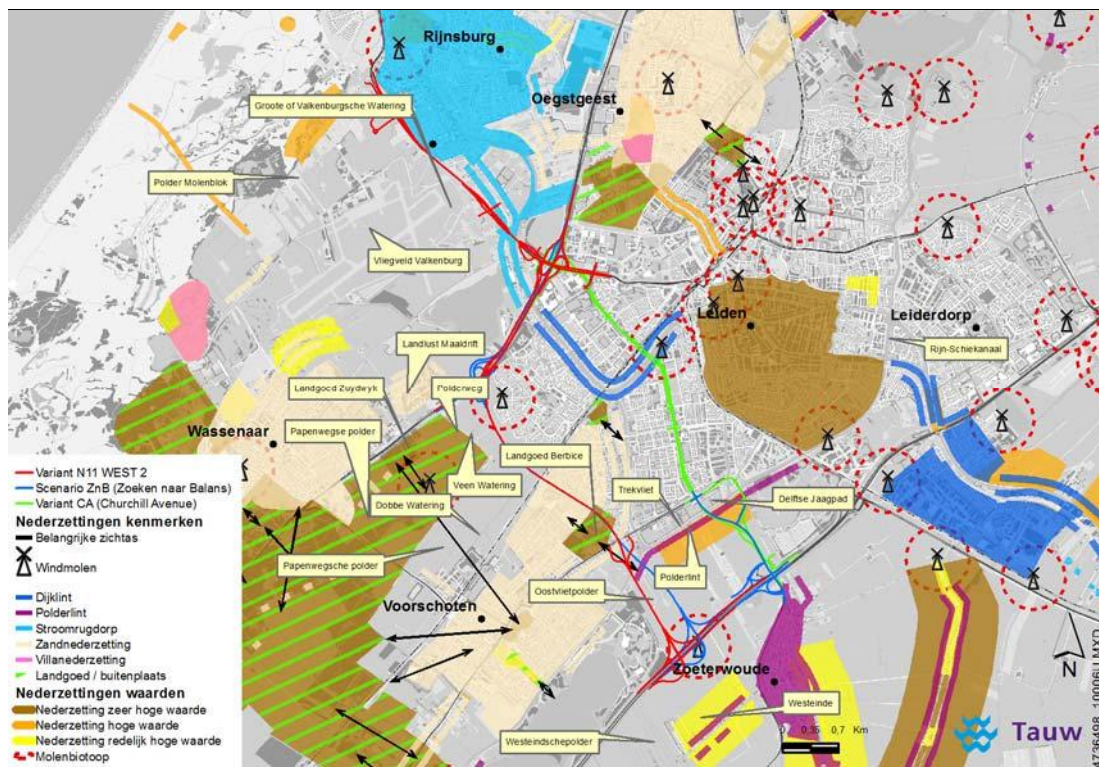 Rijnsburg
Oegstgeest
Groote of Valkenburgsche Watering
Polder Molenblok
Vliegveld Valkenburg
Leiden
Leiderdorp
Rijn-Schiekanaal
Landlust Maaldrift
Landgoed Zuydwyk
Polderweg
Papenwegse polder
Wassenaar
Landgoed Berbice
Veen Watering
Dobbe Watering
Trekvliet
Delftse Jaagpad
Papenwegsche polder
Polderlint
Oostvlietpolder
Voorschoten
Zoeterwoude
Westeinde
Westeindschepolder
Variant N11 WEST 2
Scenario ZnB (Zoeken naar Balans)
Variant CA (Churchill Avenue)
Nederzettingen kenmerken
Belangrijke zichtas
Windmolen
Dijklint
Polderlint
Stroomrugdorp
Zandnederzetting
Villanederzetting
Landgoed / buitenplaats
Nederzettingen waarden
Nederzetting zeer hoge waarde
Nederzetting hoge waarde
Nederzetting redelijk hoge waarde
Molenbiotoop
0 0,35 0,7 Km
N
Tauw